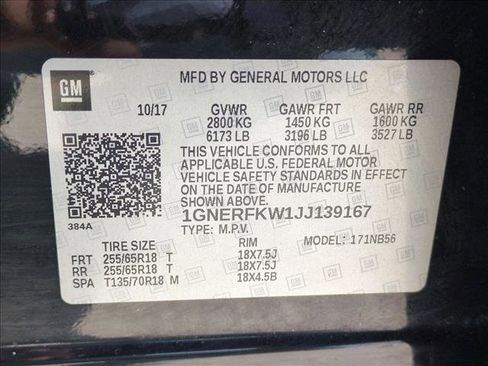 GM
MFD BY GENERAL MOTORS LLC
10/17 GVWR GAWR FRT GAWR RR
2800 KG 1450 KG 1600 KG
6173 LB 3196 LB 3527 LB
THIS VEHICLE CONFORMS TO ALL
APPLICABLE U.S. FEDERAL MOTOR
VEHICLE SAFETY STANDARDS IN EFFECT
ON THE DATE OF MANUFACTURE
SHOWN ABOVE.
1GNERFKW1JJ139167
384A
TYPE: M.P.V. MODEL: 171NB56
TIRE SIZE RIM
FRT 255/65R18 T 18X7.5J
RR 255/65R18 T 18X7.5J
SPA T135/70R18 M 18X4.5B